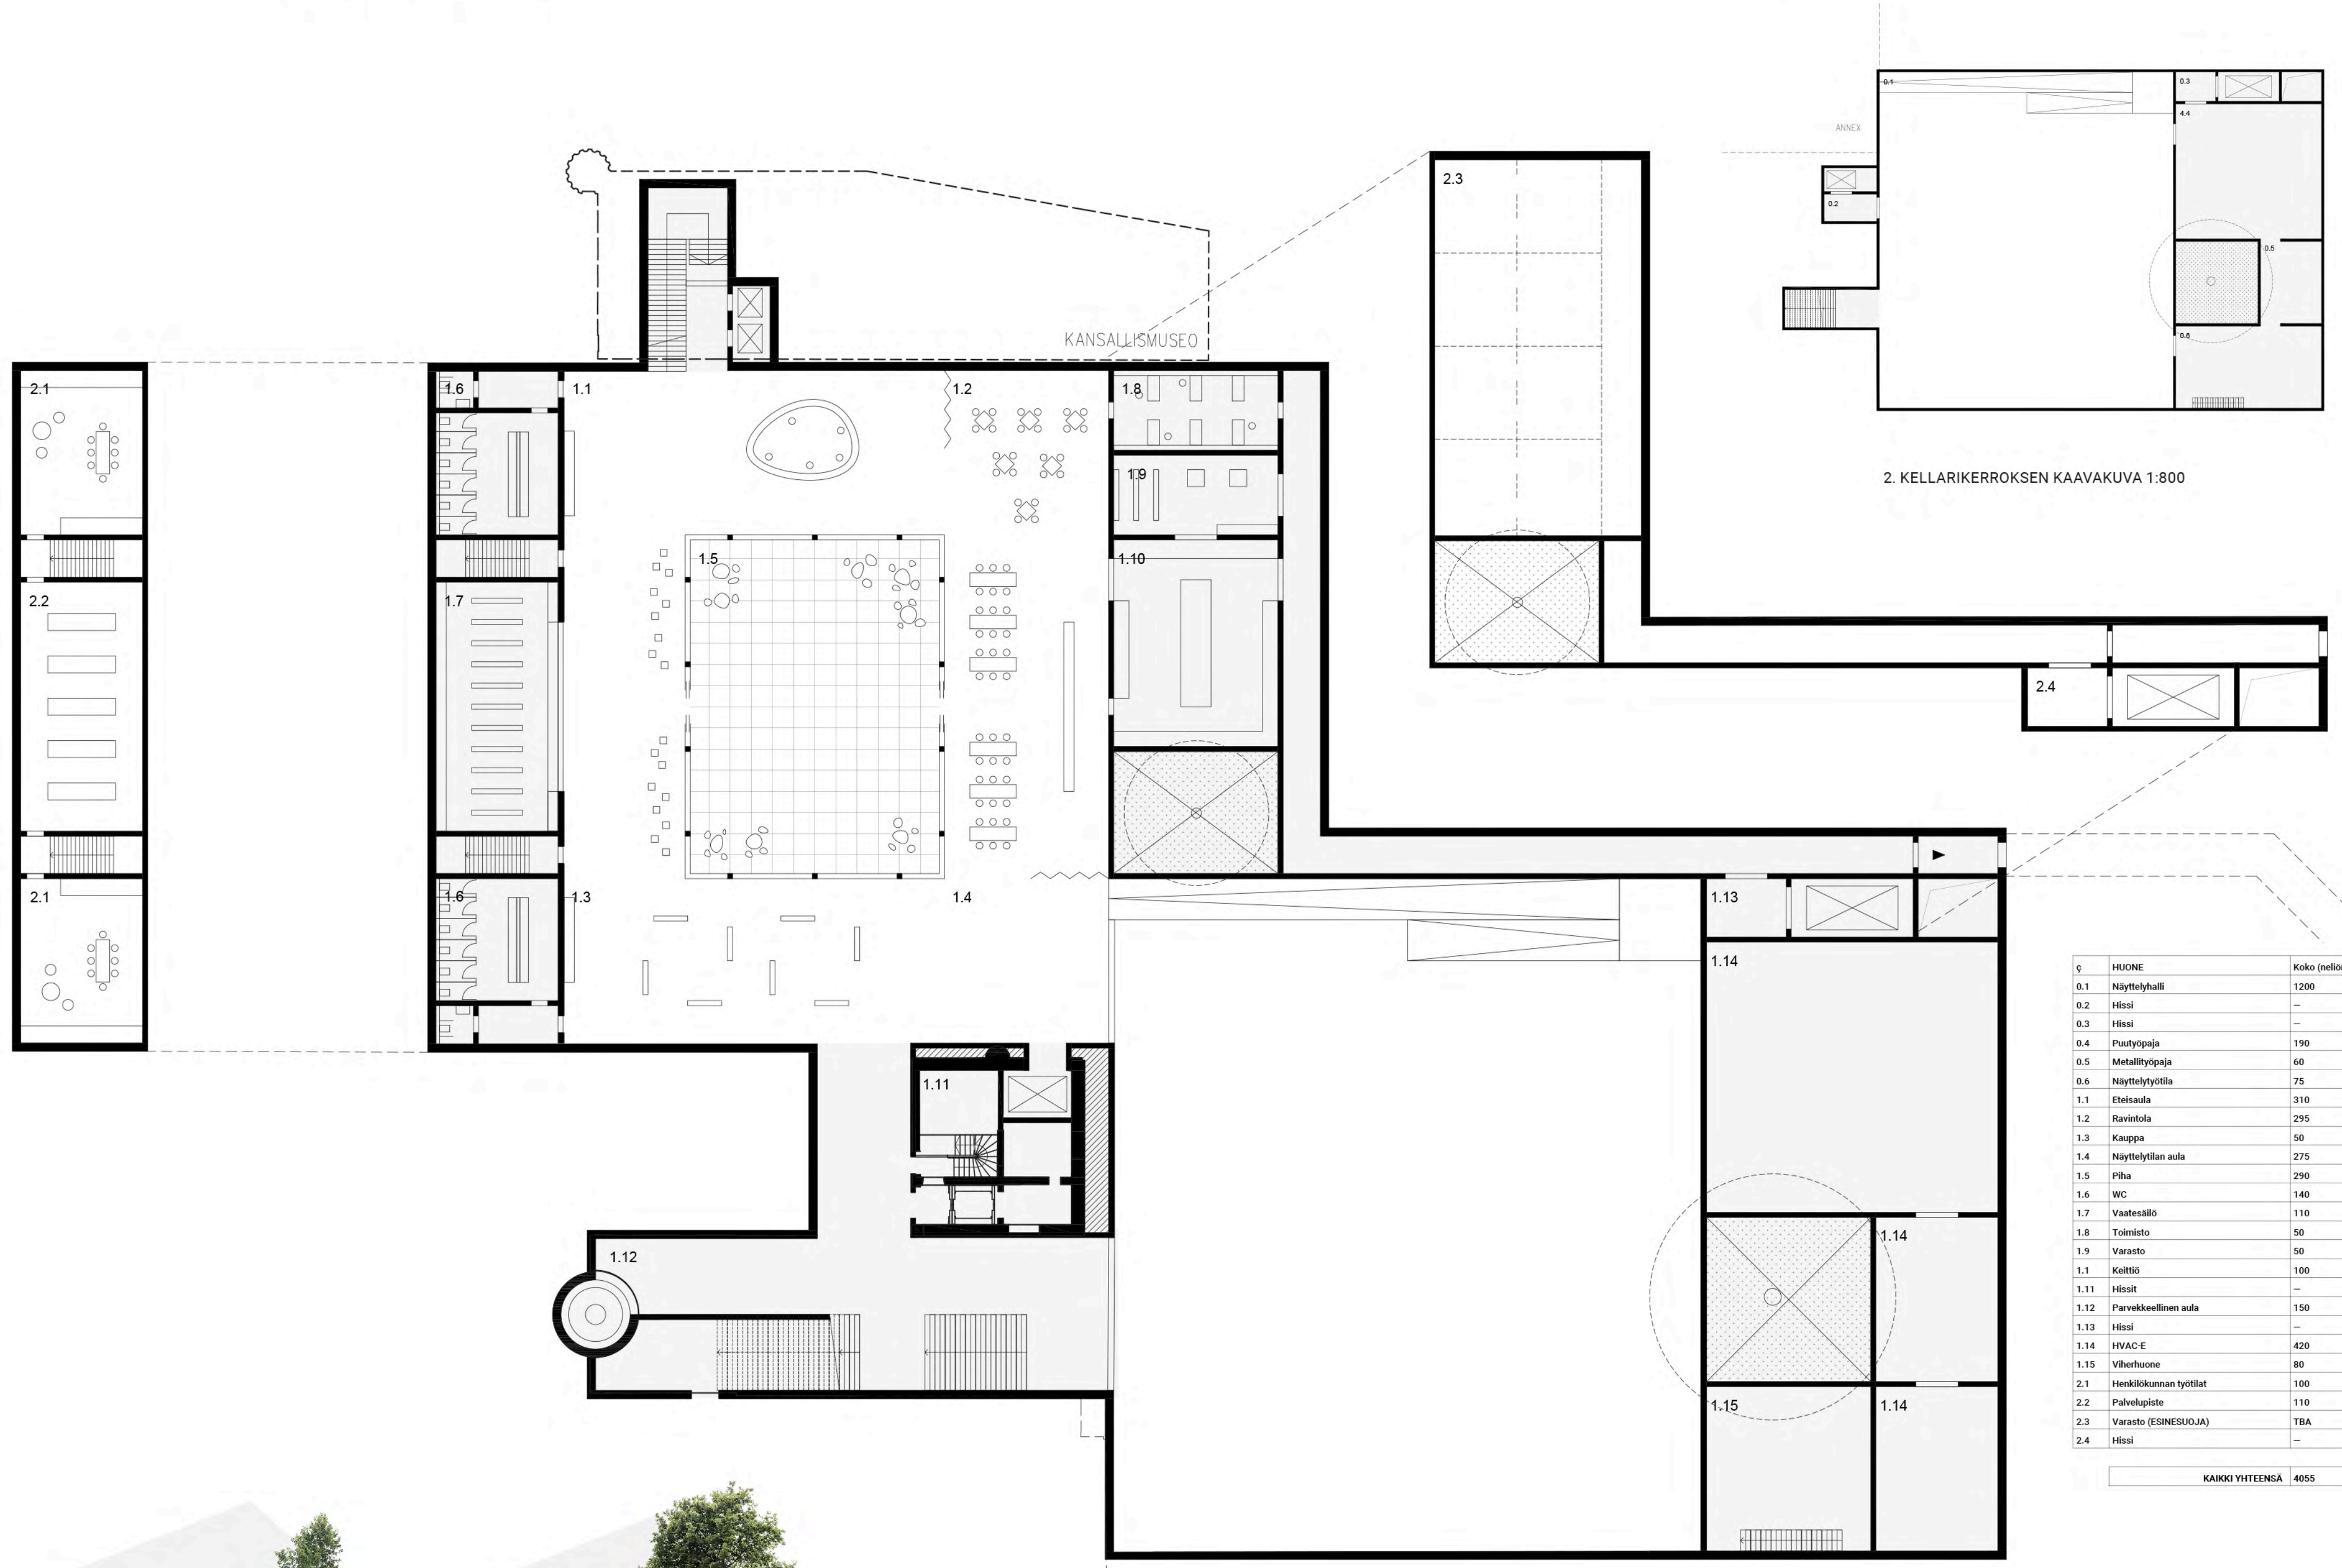 0.1
0.3
4.4
ANNEX
0.2
0.5
0.6
2. KELLARIKERROKSEN KAAVAKUVA 1:800
2.3
2.4
KANSALLISMUSEO
2.1
2.2
2.1
1.6
1.1
1.2
1.8
1.9
1.5
1.10
1.7
1.6
1.3
1.4
1.13
1.14
1.11
1.12
1.14
1.15
1.14
ç HUONE Koko (neliöm
0.1 Näyttelyhalli 1200
0.2 Hissi —
0.3 Hissi —
0.4 Puutyöpaja 190
0.5 Metallityöpaja 60
0.6 Näyttelytyötila 75
1.1 Eteisaula 310
1.2 Ravintola 295
1.3 Kauppa 50
1.4 Näyttelytilan aula 275
1.5 Piha 290
1.6 WC 140
1.7 Vaatesäilö 110
1.8 Toimisto 50
1.9 Varasto 50
1.1 Keittiö 100
1.11 Hissit —
1.12 Parvekkeellinen aula 150
1.13 Hissi —
1.14 HVAC-E 420
1.15 Viherhuone 80
2.1 Henkilökunnan työtilat 100
2.2 Palvelupiste 110
2.3 Varasto (ESINESUOJA) TBA
2.4 Hissi —
KAIKKI YHTEENSÄ 4055